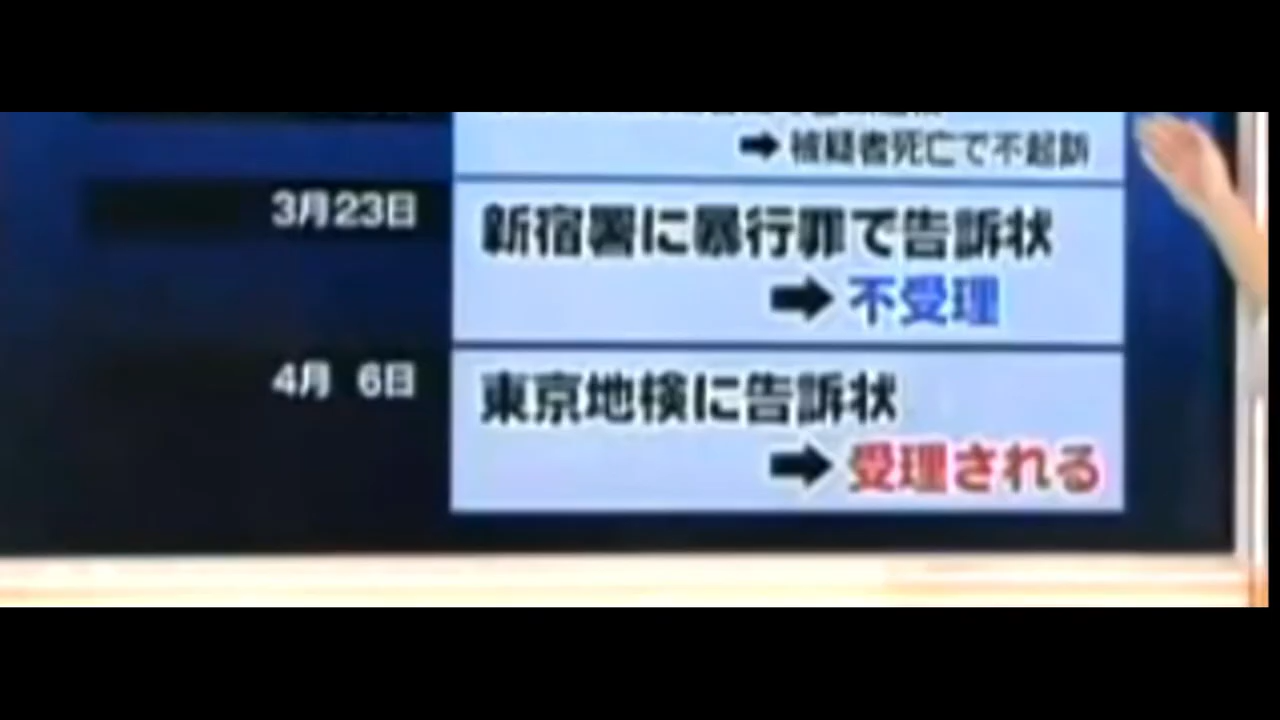 ➡ 被疑者死亡で不起訴
3月23日
新宿署に暴行罪で告訴状
➡ 不受理
4月 6日
東京地検に告訴状
➡ 受理される